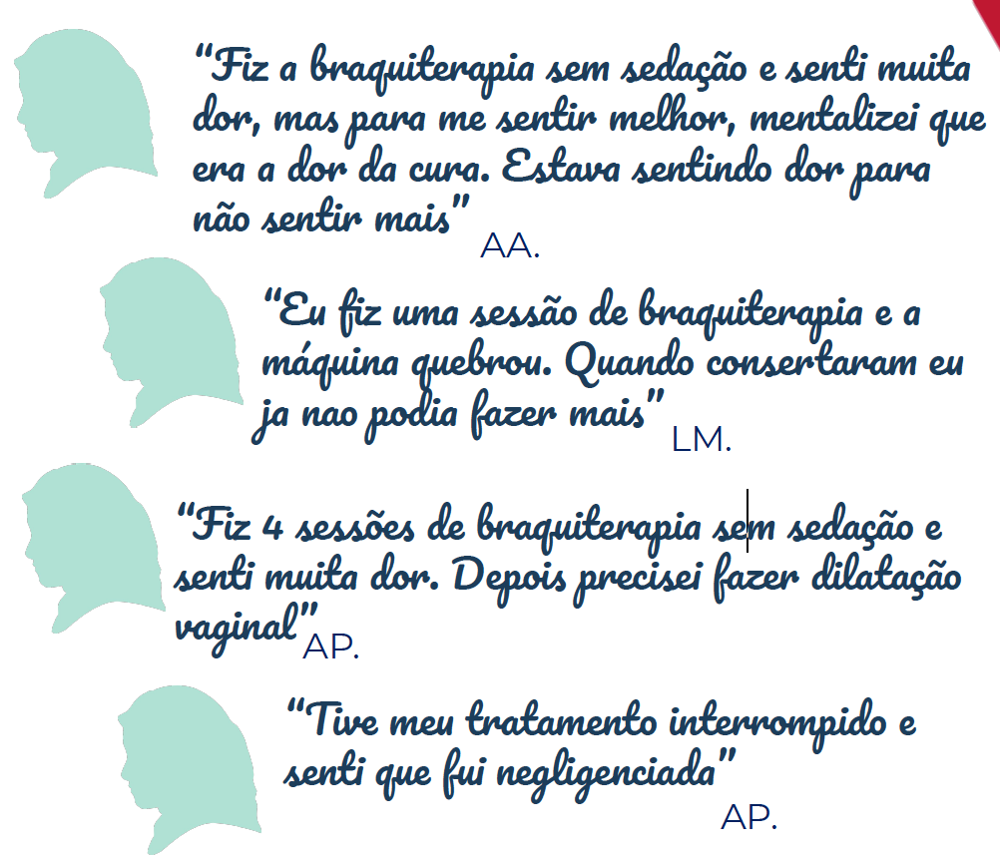 “Fiz a braquiterapia sem sedação e senti muita
dor, mas para me sentir melhor, mentalizei que
era a dor da cura. Estava sentindo dor para
não sentir mais”
AA.
“Eu fiz uma sessão de braquiterapia e a
máquina quebrou. Quando consertaram eu
ja nao podia fazer mais”
LM.
“Fiz 4 sessões de braquiterapia sem sedação e
senti muita dor. Depois precisei fazer dilatação
vaginal”
AP.
“Tive meu tratamento interrompido e
senti que fui negligenciada”
AP.